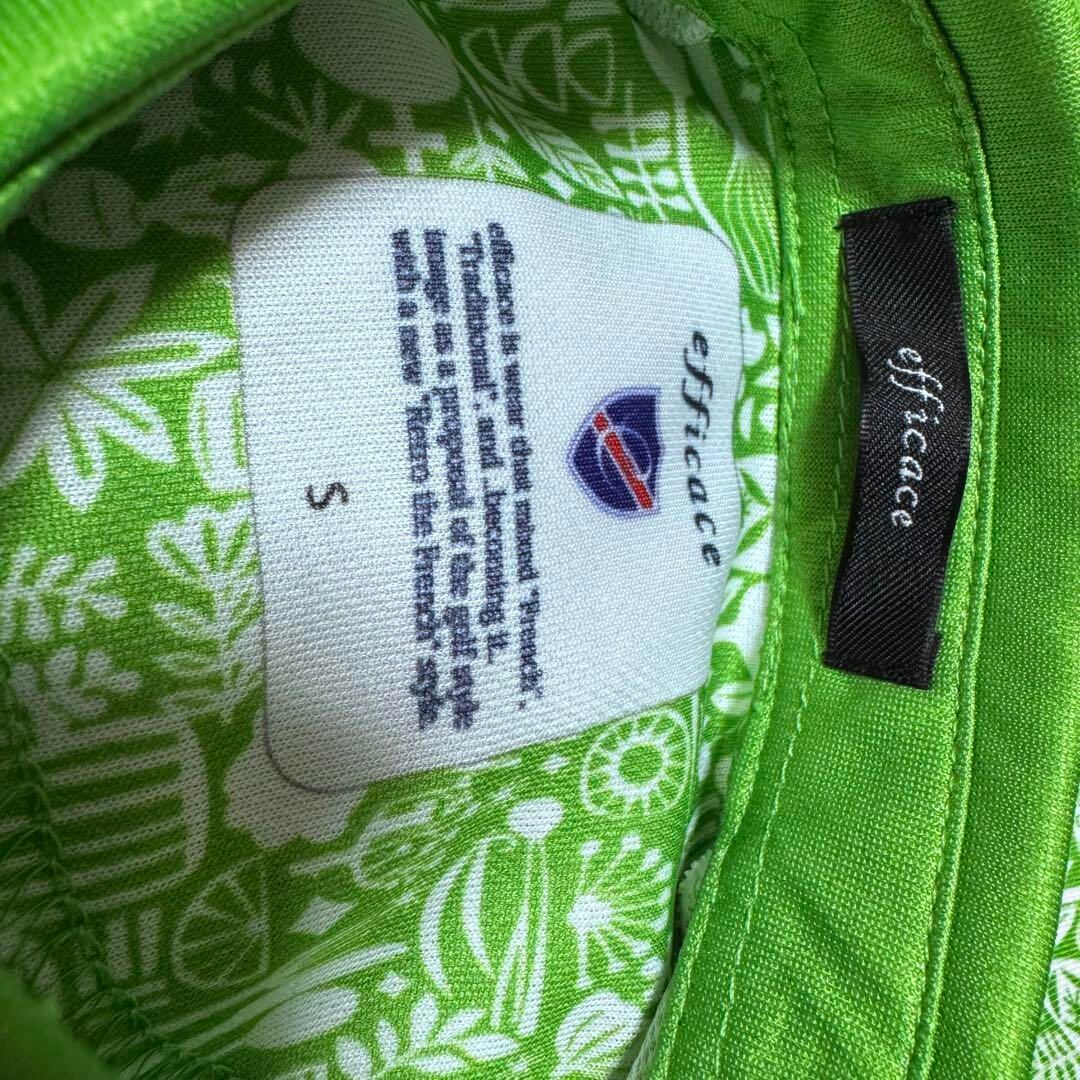 efficace
efficace
efficace is wear that mixed "French".
"Traditional". and .becoming it.
image as a proposal of the golf style
with a new "Retro the French" style.
S